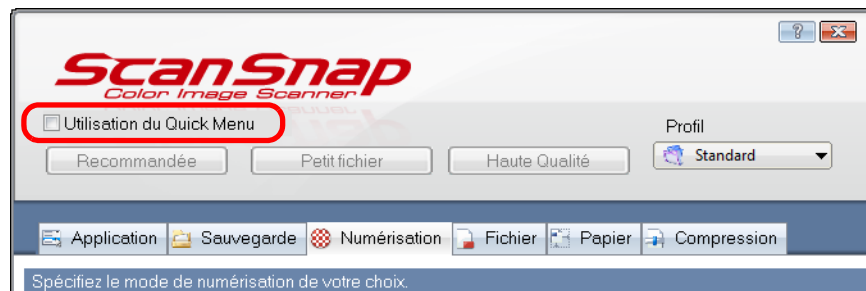 ScanSnap
Color Image Scanner
Utilisation du Quick Menu
Profil
Recommandée Petit fichier Haute Qualité Standard
Application Sauvegarde Numérisation Fichier Papier Compression
Spécifiez le mode de numérisation de votre choix.